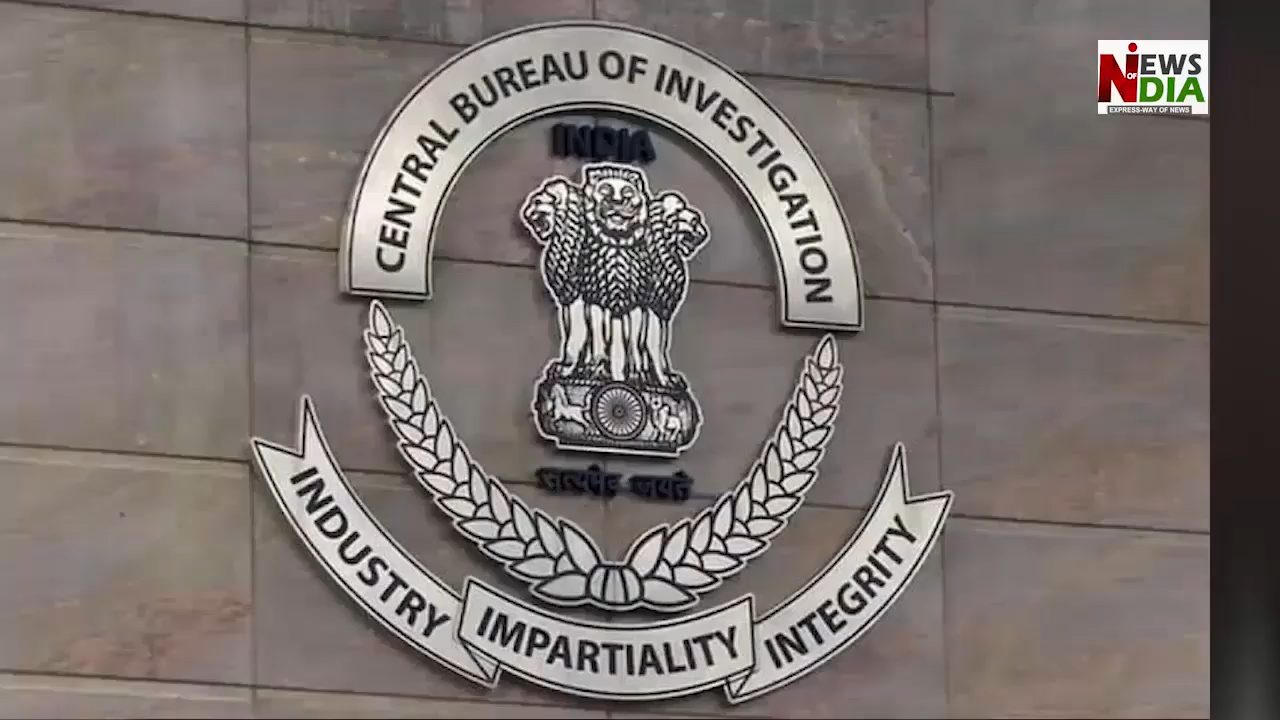 CENTRAL BUREAU OF INVESTIGATION
INDIA
सत्यमेव जयते
INDUSTRY
IMPARTIALITY
INTEGRITY
NEWS
OF
INDIA
EXPRESS-WAY OF NEWS